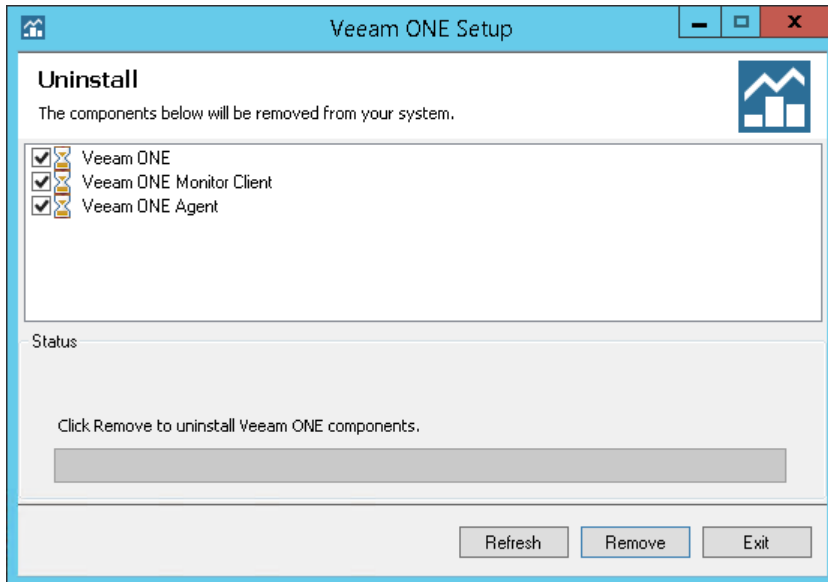 Veeam ONE Setup
Uninstall
The components below will be removed from your system.
Veeam ONE
Veeam ONE Monitor Client
Veeam ONE Agent
Status
Click Remove to uninstall Veeam ONE components.
Refresh Remove Exit